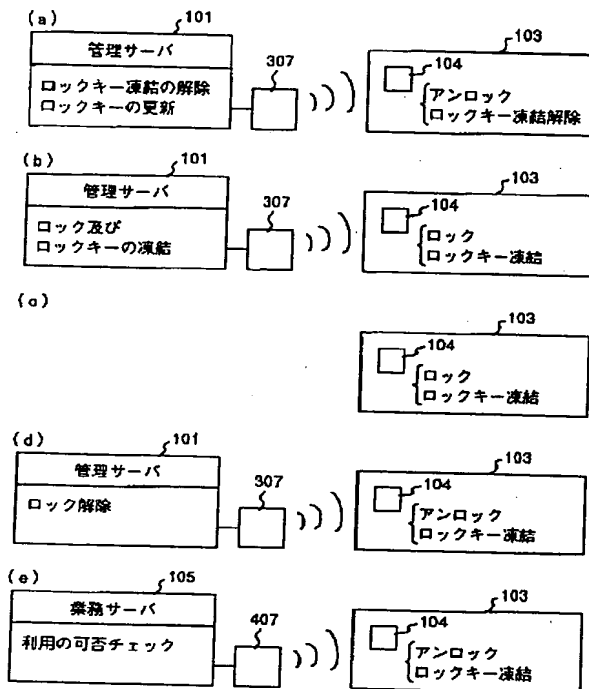 (a)
101
管理サーバ
ロックキー凍結の解除
ロックキーの更新
307
103
104
アンロック
ロックキー凍結解除
(b)
101
管理サーバ
ロック及び
ロックキーの凍結
307
103
104
ロック
ロックキー凍結
(c)
103
104
ロック
ロックキー凍結
(d)
101
管理サーバ
ロック解除
307
103
104
アンロック
ロックキー凍結
(e)
105
業務サーバ
利用の可否チェック
407
103
104
アンロック
ロックキー凍結